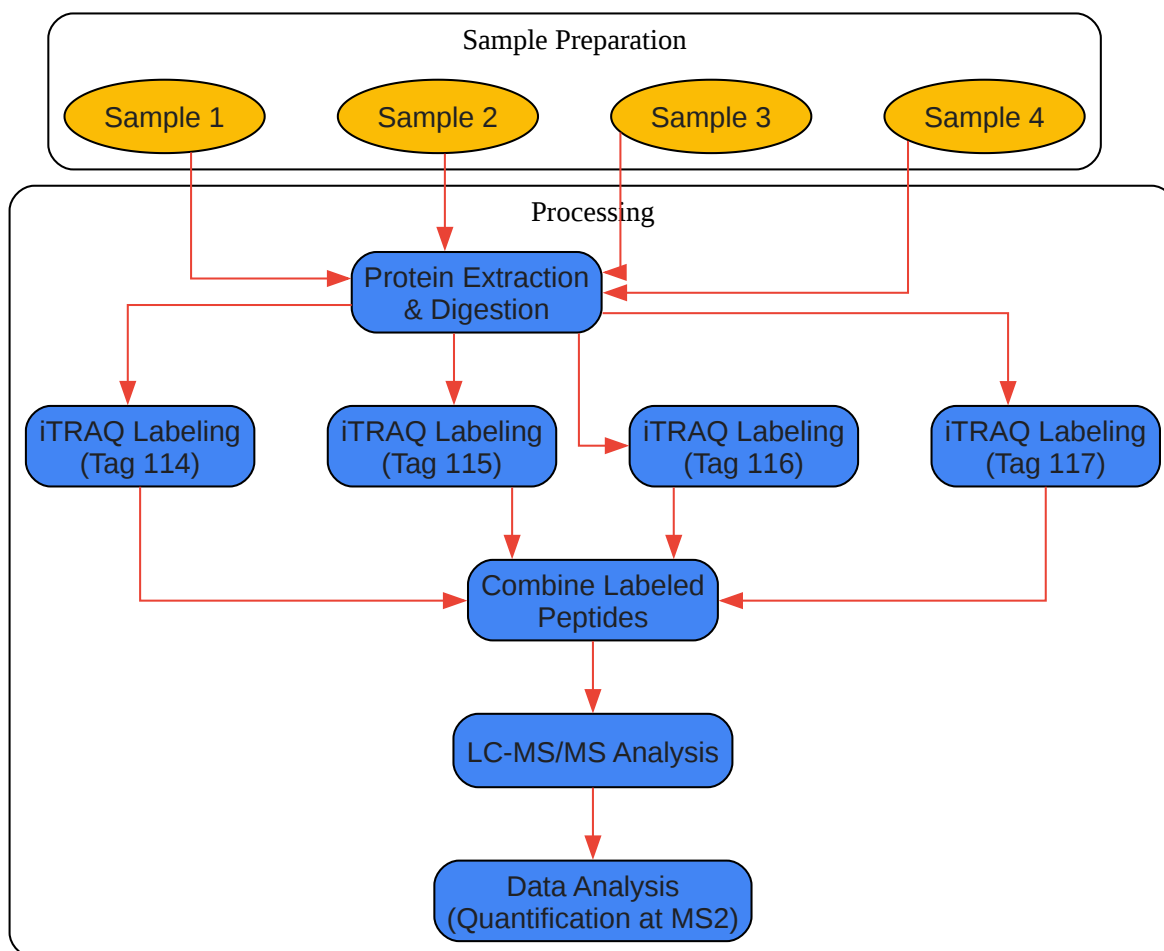 Sample Preparation
Sample 1
Sample 2
Sample 3
Sample 4
Processing
Protein Extraction
& Digestion
iTRAQ Labeling
(Tag 114)
iTRAQ Labeling
(Tag 115)
iTRAQ Labeling
(Tag 116)
iTRAQ Labeling
(Tag 117)
Combine Labeled
Peptides
LC-MS/MS Analysis
Data Analysis
(Quantification at MS2)